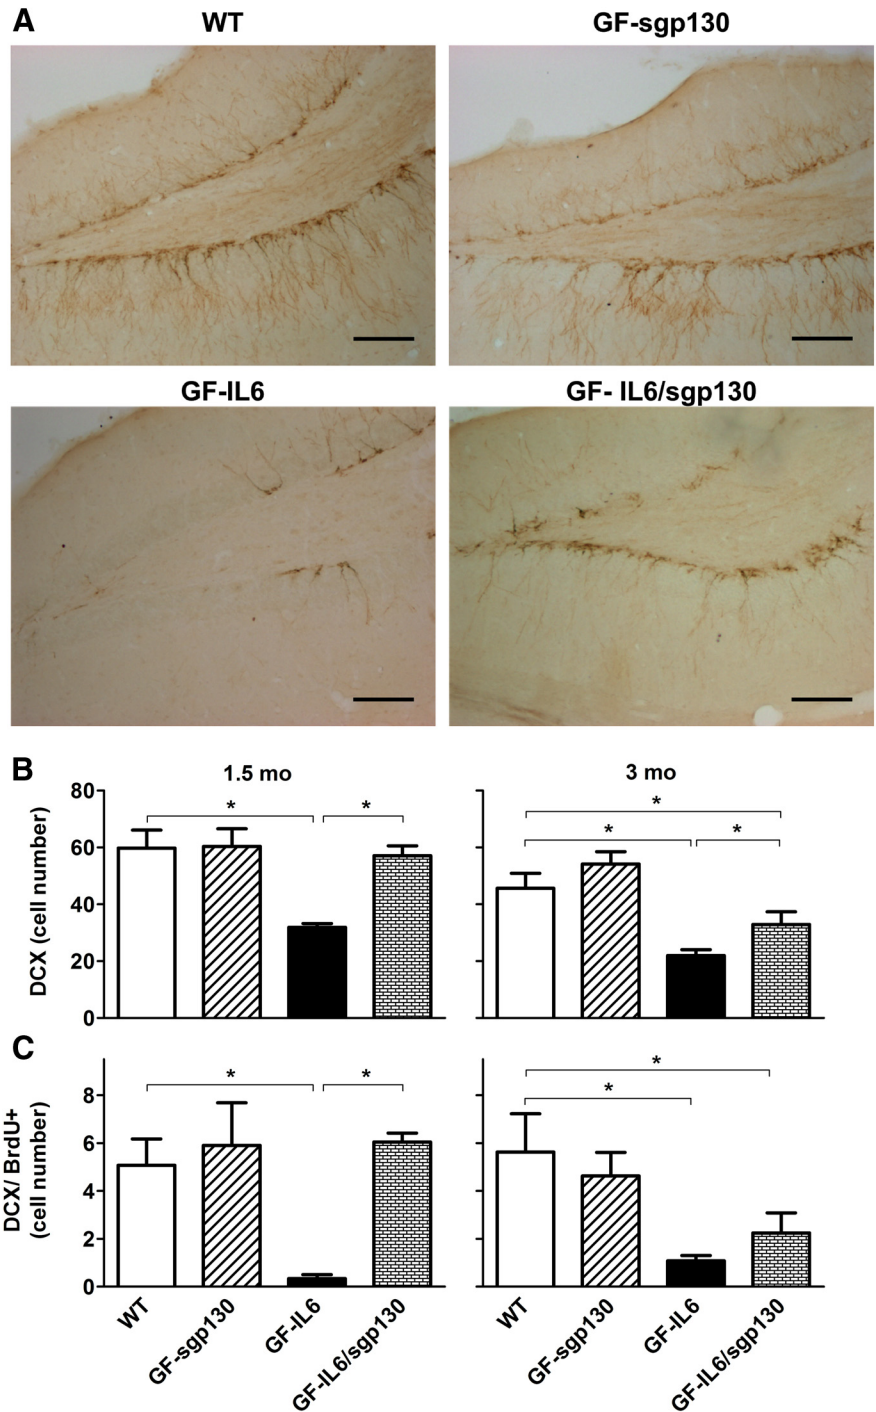 A
WT
GF-sgp130
GF-IL6
GF- IL6/sgp130
B
1.5 mo
3 mo
DCX (cell number)
80
60
40
20
0
*
*
*
*
*
C
DCX/ BrdU+
(cell number)
8
6
4
2
0
*
*
*
*
WT
GF-sgp130
GF-IL6
GF-IL6/sgp130
WT
GF-sgp130
GF-IL6
GF-IL6/sgp130